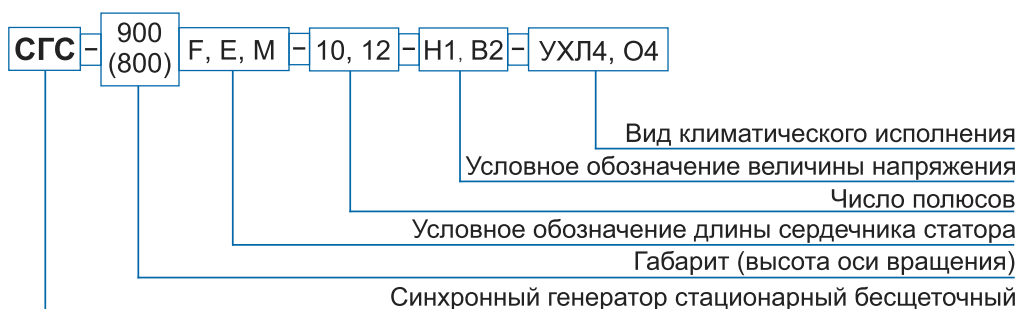 СГС – 900 (800) F, E, M – 10, 12 – Н1, В2 – УХЛ4, О4
Вид климатического исполнения
Условное обозначение величины напряжения
Число полюсов
Условное обозначение длины сердечника статора
Габарит (высота оси вращения)
Синхронный генератор стационарный бесщеточный